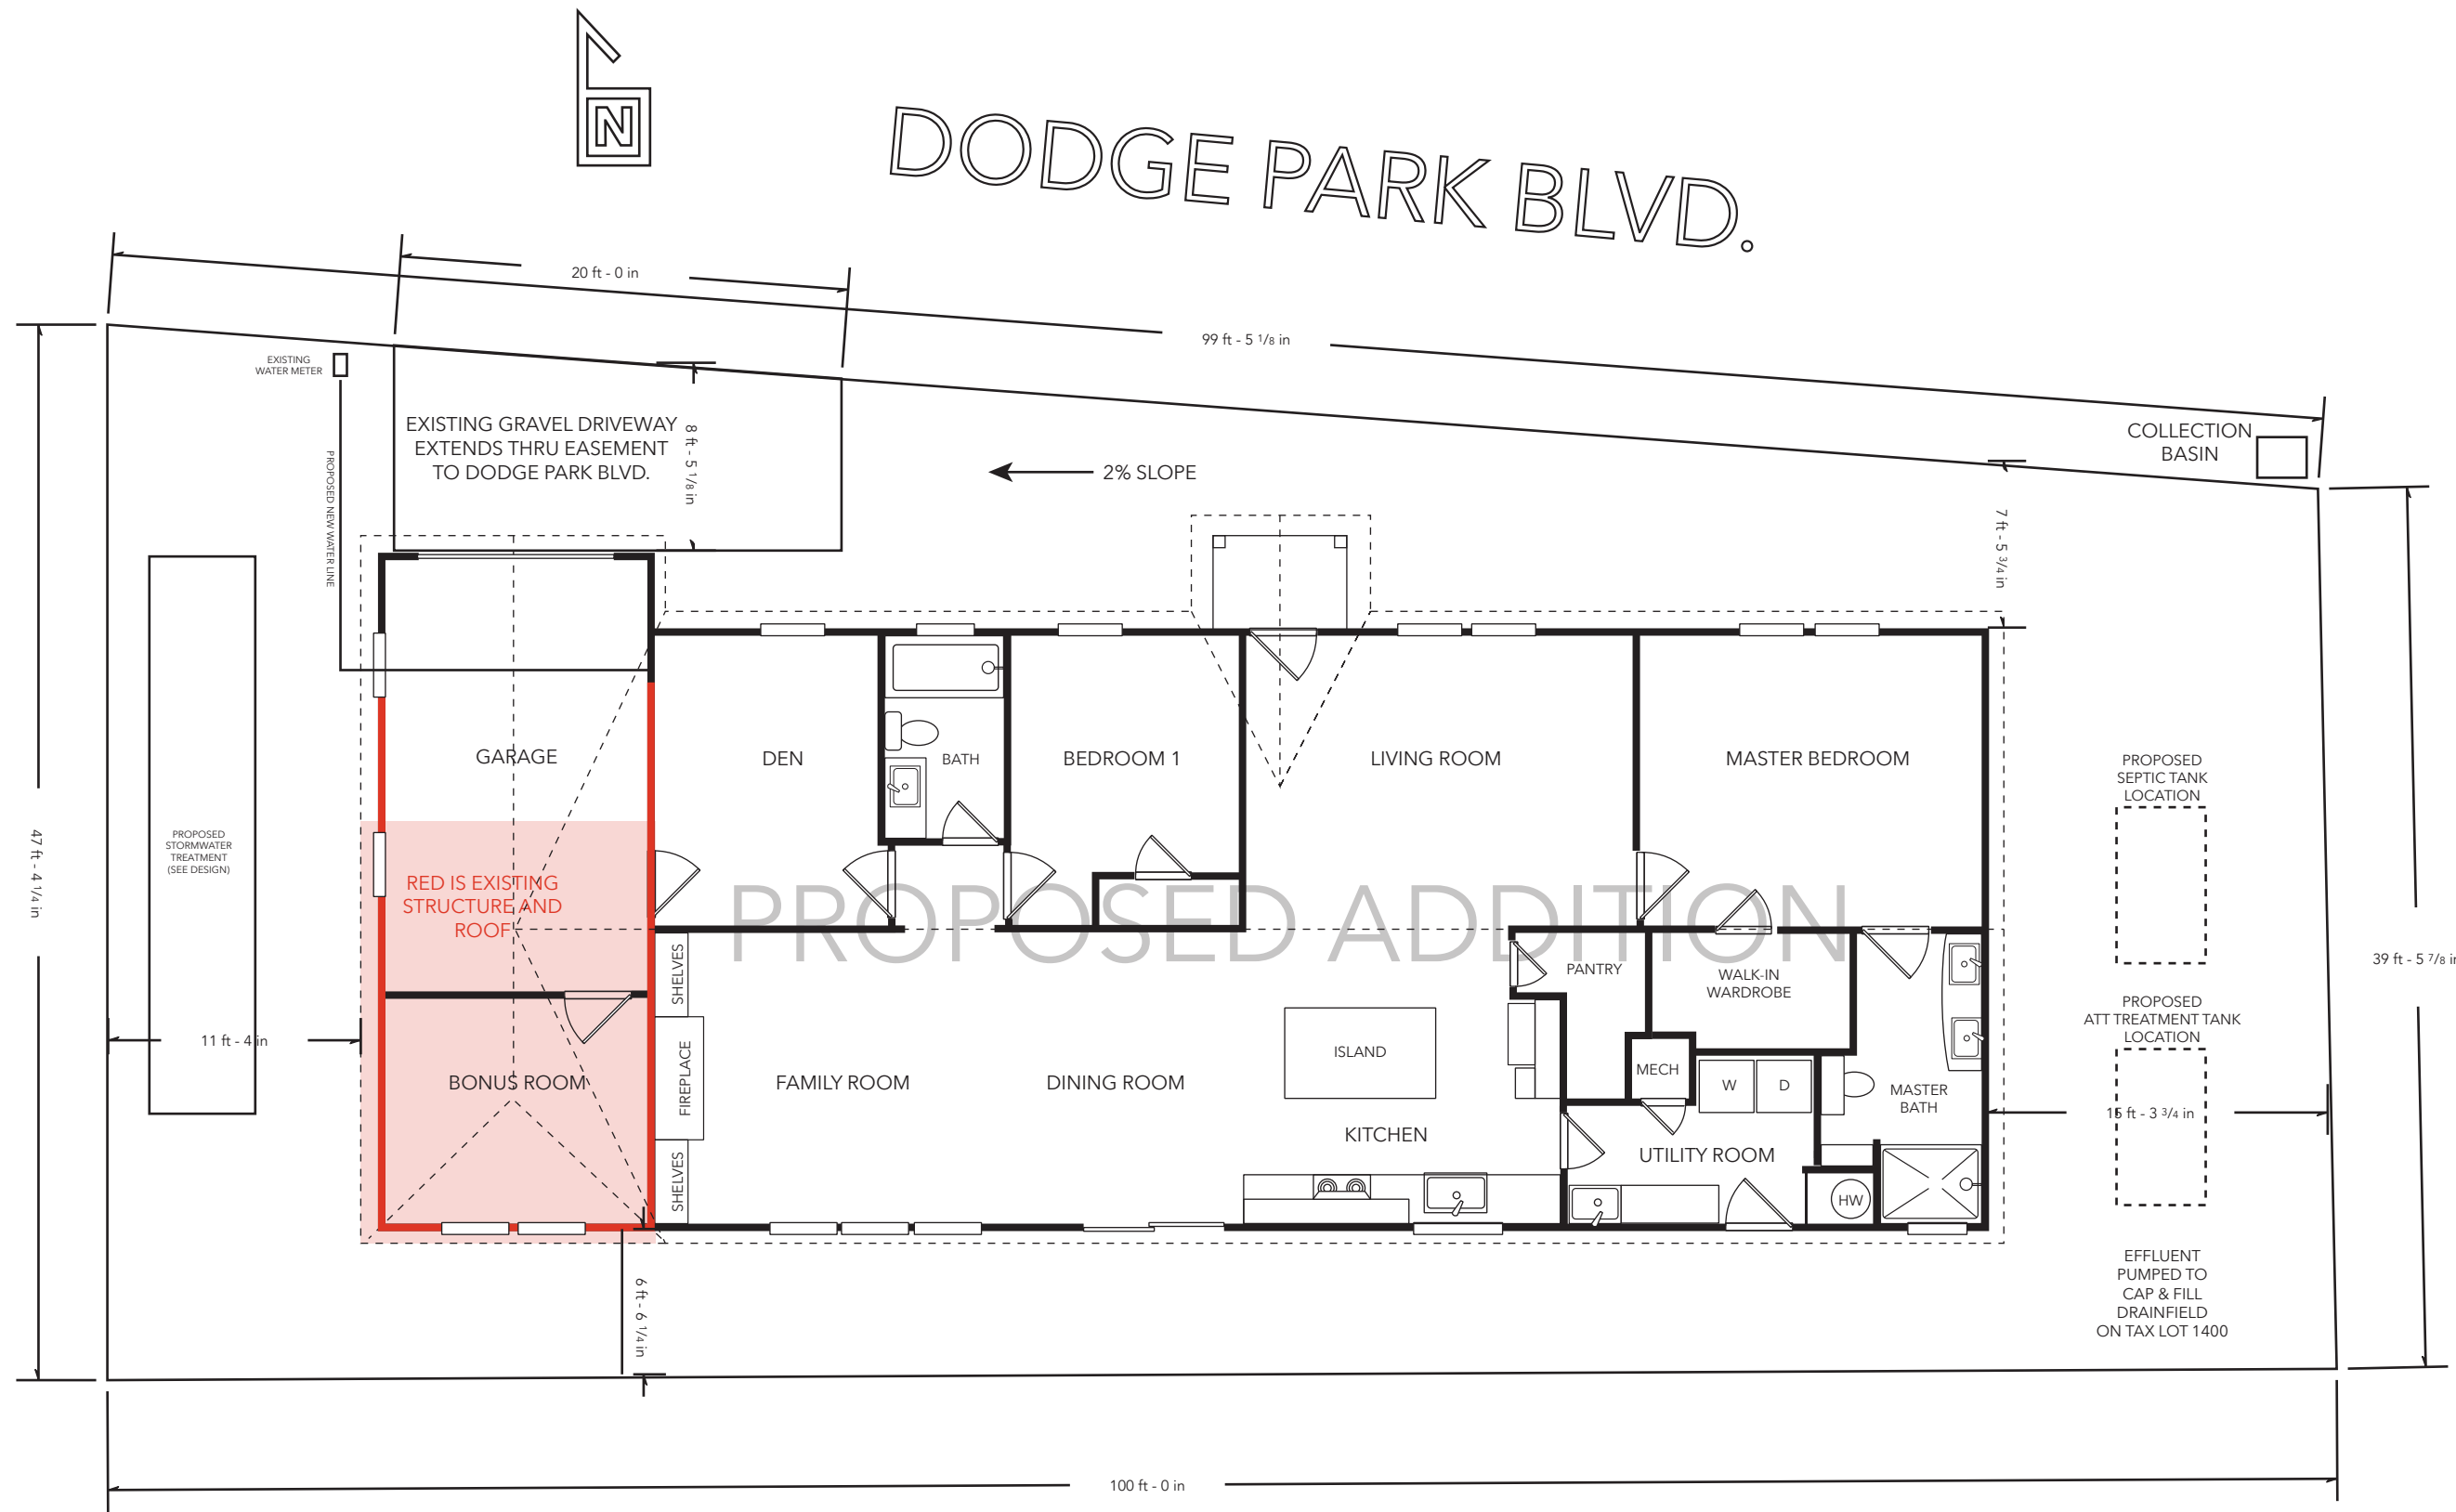 N
DODGE PARK BLVD.
20 ft - 0 in
99 ft - 5 1/8 in
EXISTING
WATER METER
EXISTING GRAVEL DRIVEWAY
EXTENDS THRU EASEMENT
TO DODGE PARK BLVD.
8 ft - 5 1/8 in
COLLECTION
BASIN
2% SLOPE
PROPOSED NEW WATER LINE
7 ft - 5 3/4 in
GARAGE
DEN
BATH
BEDROOM 1
LIVING ROOM
MASTER BEDROOM
PROPOSED
SEPTIC TANK
LOCATION
47 ft - 4 1/4 in
PROPOSED
STORMWATER
TREATMENT
(SEE DESIGN)
RED IS EXISTING
STRUCTURE AND
ROOF
PROPOSED ADDITION
39 ft - 5 7/8 in
SHELVES
PANTRY
WALK-IN
WARDROBE
PROPOSED
ATT TREATMENT TANK
LOCATION
11 ft - 4 in
BONUS ROOM
FIREPLACE
FAMILY ROOM
DINING ROOM
ISLAND
MECH
W
D
MASTER
BATH
15 ft - 3 3/4 in
KITCHEN
UTILITY ROOM
SHELVES
HW
EFFLUENT
PUMPED TO
CAP & FILL
DRAINFIELD
ON TAX LOT 1400
6 ft - 6 1/4 in
100 ft - 0 in